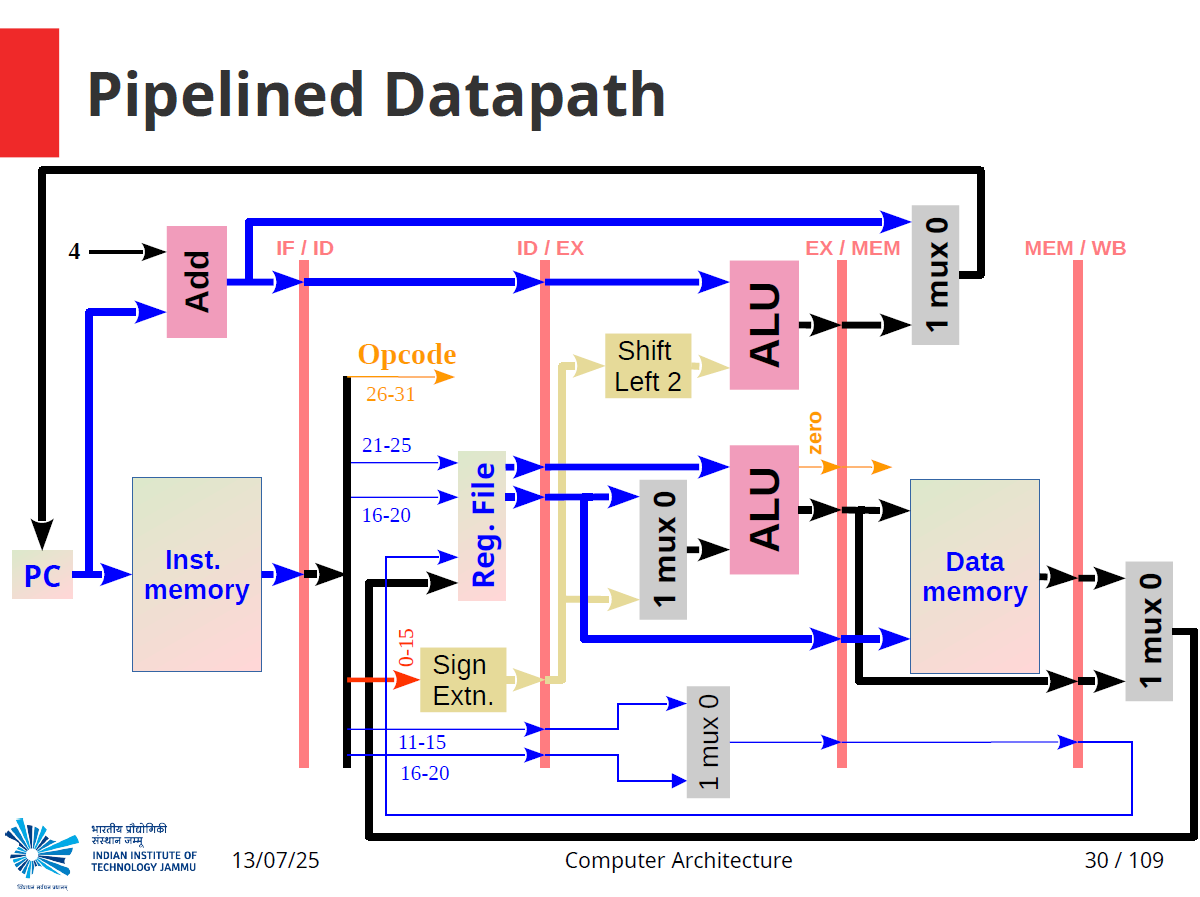 Pipelined Datapath
4
Add
IF / ID
ID / EX
EX / MEM
MEM / WB
1 mux 0
ALU
Shift
Left 2
Opcode
26-31
zero
21-25
16-20
Reg. File
1 mux 0
ALU
PC
Inst.
memory
Data
memory
1 mux 0
0-15
Sign
Extn.
11-15
16-20
1 mux 0
भारतीय प्रौद्योगिकी
संस्थान जम्मू
INDIAN INSTITUTE OF
TECHNOLOGY JAMMU
13/07/25
Computer Architecture
30 / 109